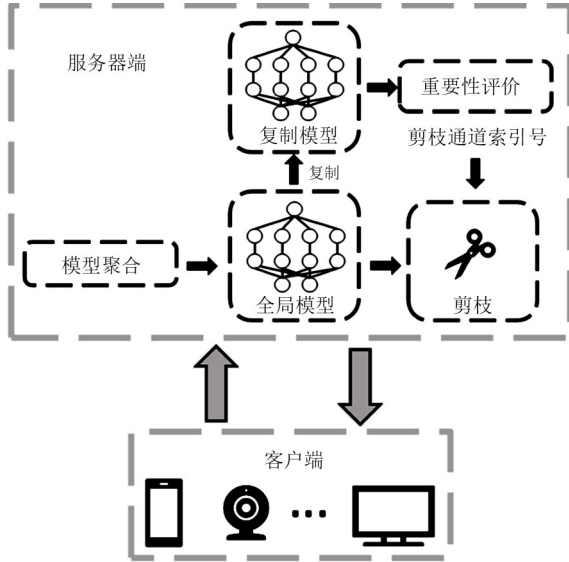 服务器端
复制模型
重要性评价
剪枝通道索引号
复制
模型聚合
全局模型
剪枝
客户端